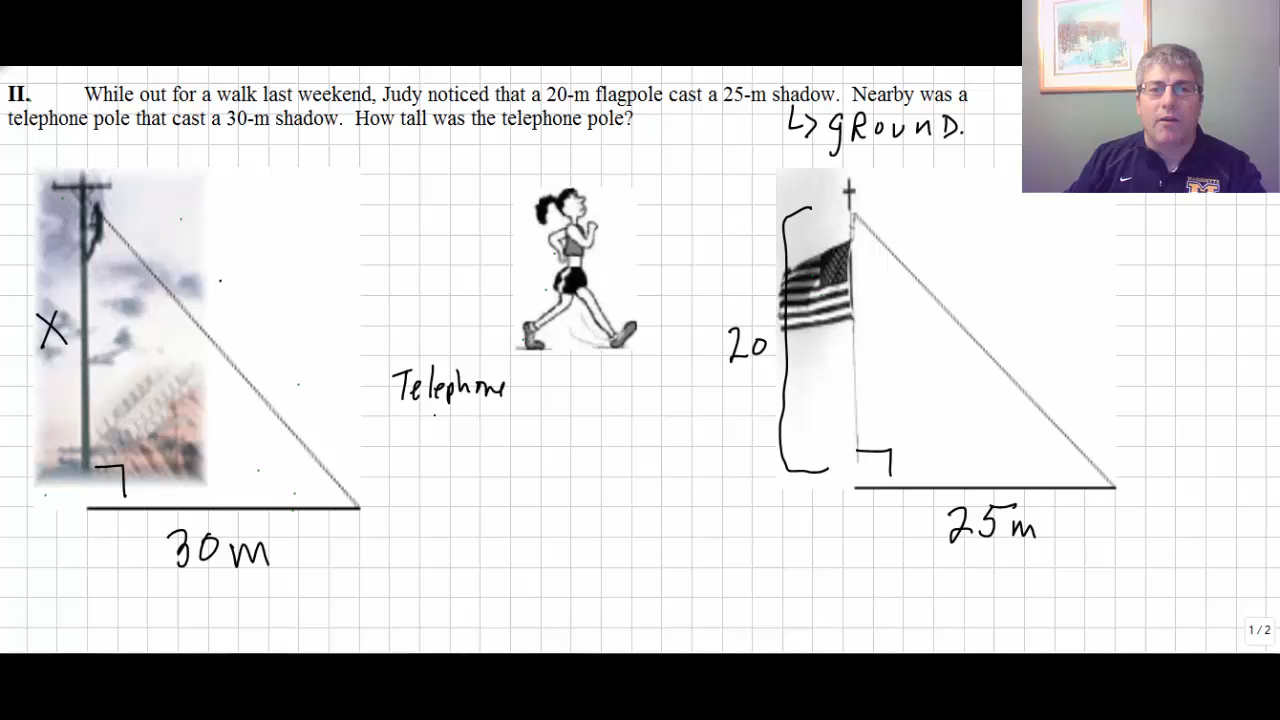 II. While out for a walk last weekend, Judy noticed that a 20-m flagpole cast a 25-m shadow. Nearby was a
telephone pole that cast a 30-m shadow. How tall was the telephone pole?
↳ gRounD.
X
Telephone
20
30 m
25 m
M
1 / 2